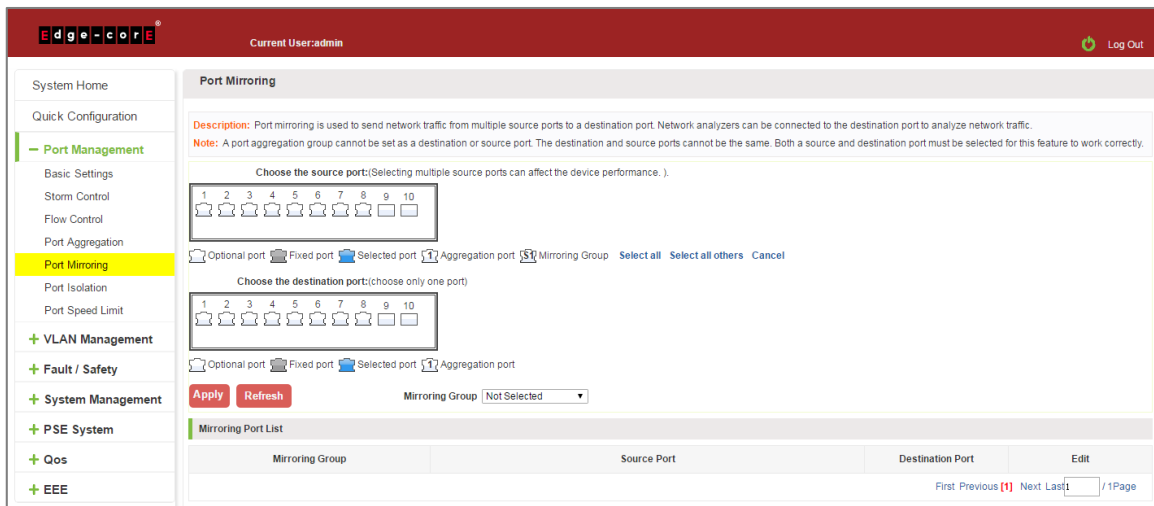 Edge-corE®
Current User:admin
Log Out
System Home
Quick Configuration
− Port Management
Basic Settings
Storm Control
Flow Control
Port Aggregation
Port Mirroring
Port Isolation
Port Speed Limit
+ VLAN Management
+ Fault / Safety
+ System Management
+ PSE System
+ Qos
+ EEE
Port Mirroring
Description: Port mirroring is used to send network traffic from multiple source ports to a destination port. Network analyzers can be connected to the destination port to analyze network traffic.
Note: A port aggregation group cannot be set as a destination or source port. The destination and source ports cannot be the same. Both a source and destination port must be selected for this feature to work correctly.
Choose the source port:(Selecting multiple source ports can affect the device performance. ).
1 2 3 4 5 6 7 8 9 10
Optional port Fixed port Selected port 1 Aggregation port S1 Mirroring Group Select all Select all others Cancel
Choose the destination port:(choose only one port)
1 2 3 4 5 6 7 8 9 10
Optional port Fixed port Selected port 1 Aggregation port
Apply Refresh Mirroring Group Not Selected
Mirroring Port List
Mirroring Group Source Port Destination Port Edit
First Previous [1] Next Last 1 / 1Page